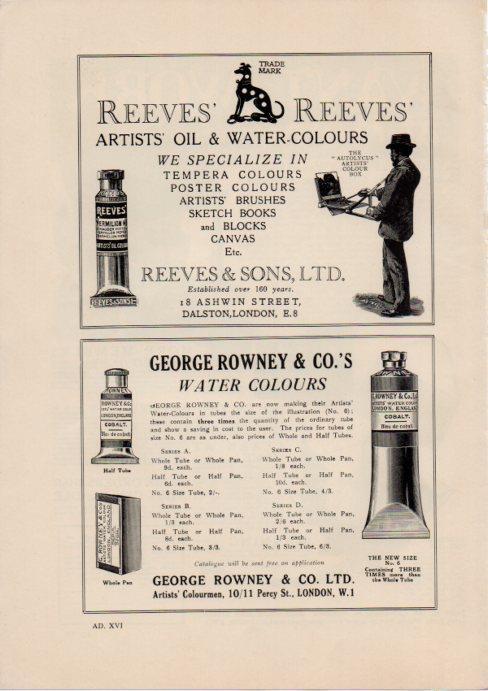 TRADE
MARK
REEVES' REEVES'
ARTISTS' OIL & WATER-COLOURS
WE SPECIALIZE IN
TEMPERA COLOURS
POSTER COLOURS
ARTISTS' BRUSHES
SKETCH BOOKS
and BLOCKS
CANVAS
Etc.
THE
"AUTOLYCUS"
ARTISTS'
COLOUR
BOX
REEVES'
REEVES & SONS L
REEVES & SONS, LTD.
Established over 160 years.
18 ASHWIN STREET,
DALSTON, LONDON, E.8
GEORGE ROWNEY & CO.'S
WATER COLOURS
GEORGE ROWNEY & CO. are now making their Artists'
Water-Colours in tubes the size of the illustration (No. 6);
these contain three times the quantity of the ordinary tube
and show a saving in cost to the user. The prices for tubes of
size No. 6 are as under, also prices of Whole and Half Tubes.
SERIES A.
Whole Tube or Whole Pan,
9d. each.
Half Tube or Half Pan,
6d. each.
No. 6 Size Tube, 2/-.
SERIES B.
Whole Tube or Whole Pan,
1/3 each.
Half Tube or Half Pan,
8d. each.
No. 6 Size Tube, 3/3.
SERIES C.
Whole Tube or Whole Pan,
1/6 each.
Half Tube or Half Pan,
10d. each.
No. 6 Size Tube, 4/3.
SERIES D.
Whole Tube or Whole Pan,
2/6 each.
Half Tube or Half Pan,
1/3 each.
No. 6 Size Tube, 6/3.
ROWNEY & Co.
LONDON, ENGLAND
COBALT.
Bleu de cobalt
Half Tube
ROWNEY & CO
Whole Pan
ROWNEY & Co. L
LONDON, ENGLAND
COBALT.
Bleu de cobalt
THE NEW SIZE
No. 6
Containing THREE
TIMES more than
the Whole Tube
Catalogue will be sent free on application
GEORGE ROWNEY & CO. LTD.
Artists' Colourmen, 10/11 Percy St., LONDON, W.1
AD. XVI